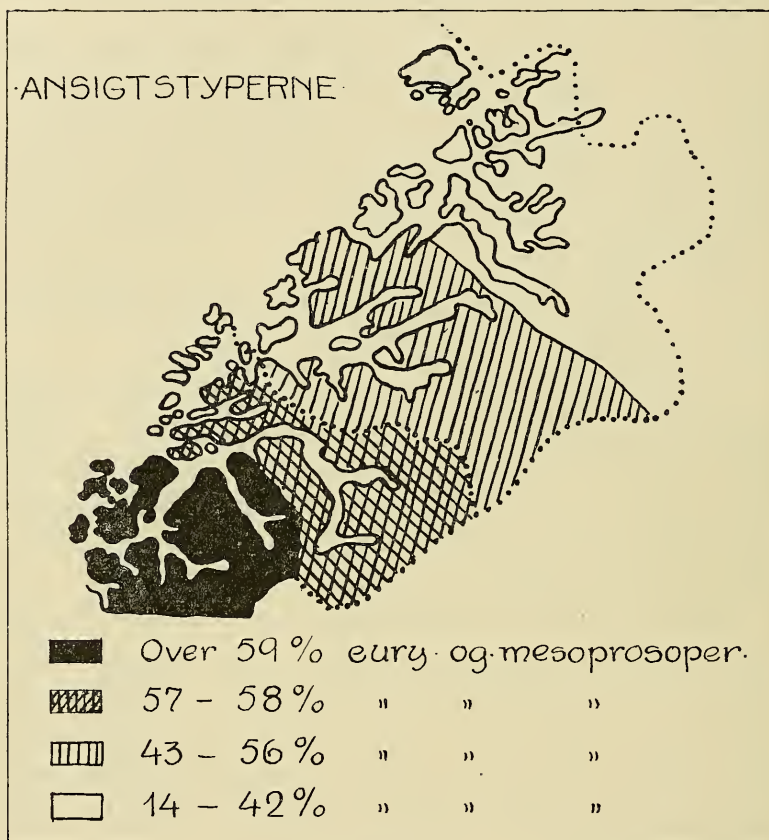 ·ANSIGTSTYPERNE·
Over 59% eury· og·mesoprosoper·
57 – 58% " " "
43 – 56% " " "
14 – 42% " " "